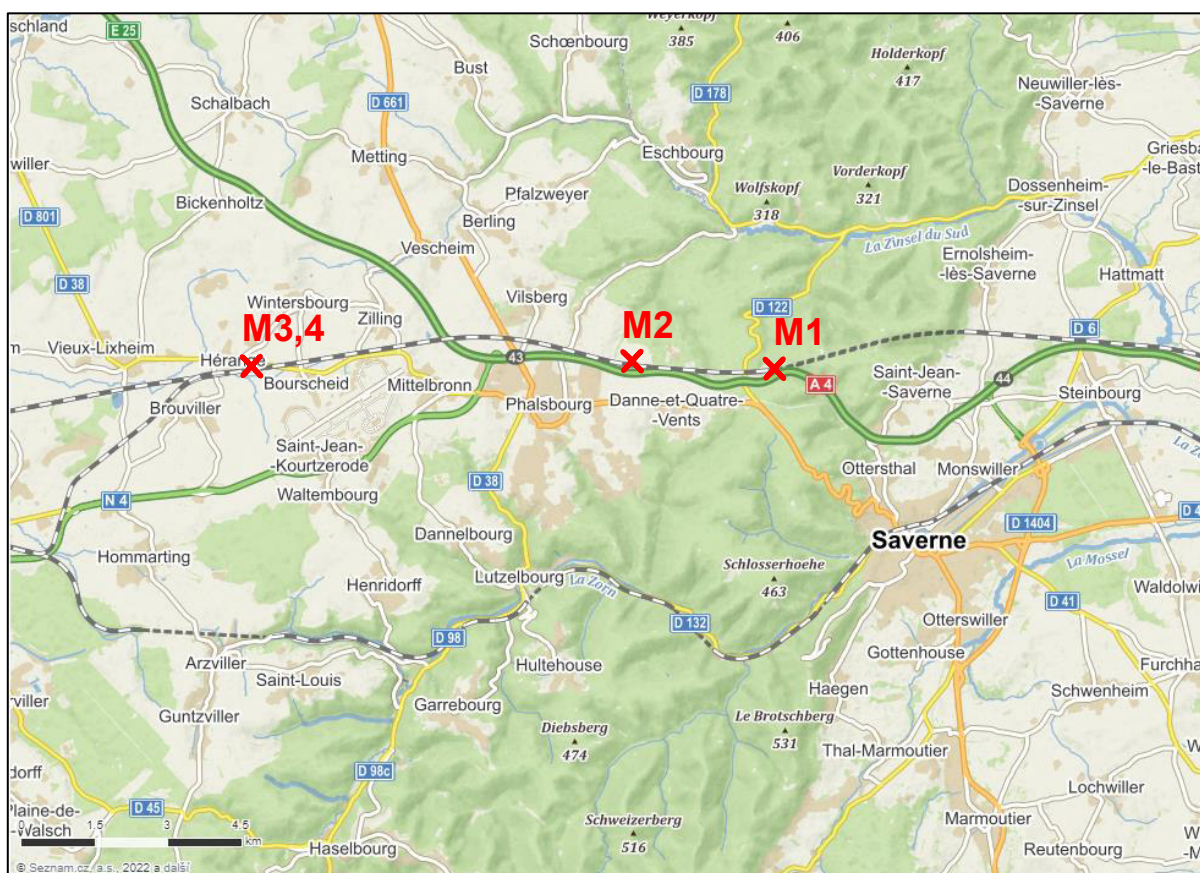 schland
E 25
Schalbach
D 661
Bust
Schœnbourg
Weyerkopf
385
406
Holderkopf
417
D 178
Neuwiller-lès-
-Saverne
willer
Metting
Eschbourg
Griesba
-le-Bast
Pfalzweyer
Wolfskopf
318
Vorderkopf
321
Dossenheim-
-sur-Zinsel
Bickenholtz
D 801
Berling
Vescheim
La Zinsel du Sud
Ernolsheim-
-lès-Saverne
Hattmatt
D 38
Wintersbourg
Zilling
Vilsberg
D 122
D 6
M3,4
M2
M1
Vieux-Lixheim
Hérange
Bourscheid
43
Mittelbronn
A 4
Saint-Jean-
-Saverne
44
Steinbourg
Brouviller
Phalsbourg
Danne-et-Quatre-
-Vents
Saint-Jean-
-Kourtzerode
Ottersthal
Monswiller
La Zo
N 4
Waltembourg
D 38
Dannelbourg
Saverne
D 1404
D 4
La Mossel
Hommarting
Henridorff
Lutzelbourg
La Zorn
Schlosserhoehe
463
Waldolwi
D 41
D 132
Otterswiller
D 98
Arzviller
Saint-Louis
Hultehouse
Gottenhouse
Furchha
Garrebourg
Haegen
Schwenheim
rviller
Guntzviller
Diebsberg
474
Le Brotschberg
531
Thal-Marmoutier
dorff
D 98c
Lochwiller
Plaine-de-
-Walsch
D 45
Schweizerberg
516
Marmoutier
0 1.5 3 4.5
km
Haselbourg
Reutenbourg
© Seznam.cz, a.s., 2022 a další